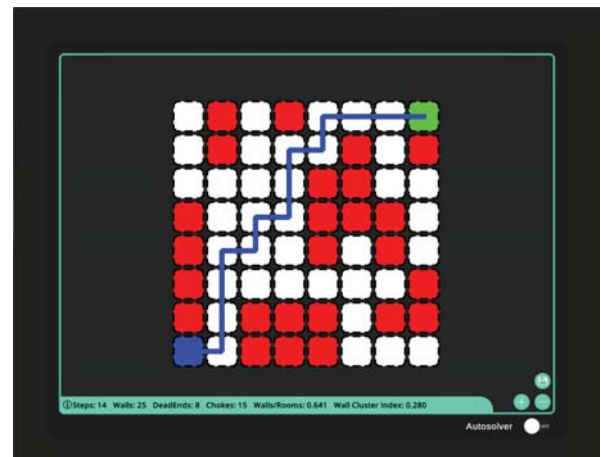 Steps: 14 Walls: 25 DeadEnds: 8 Chokes: 15 Walls/Rooms: 0.641 Wall Cluster Index: 0.280
Autosolver